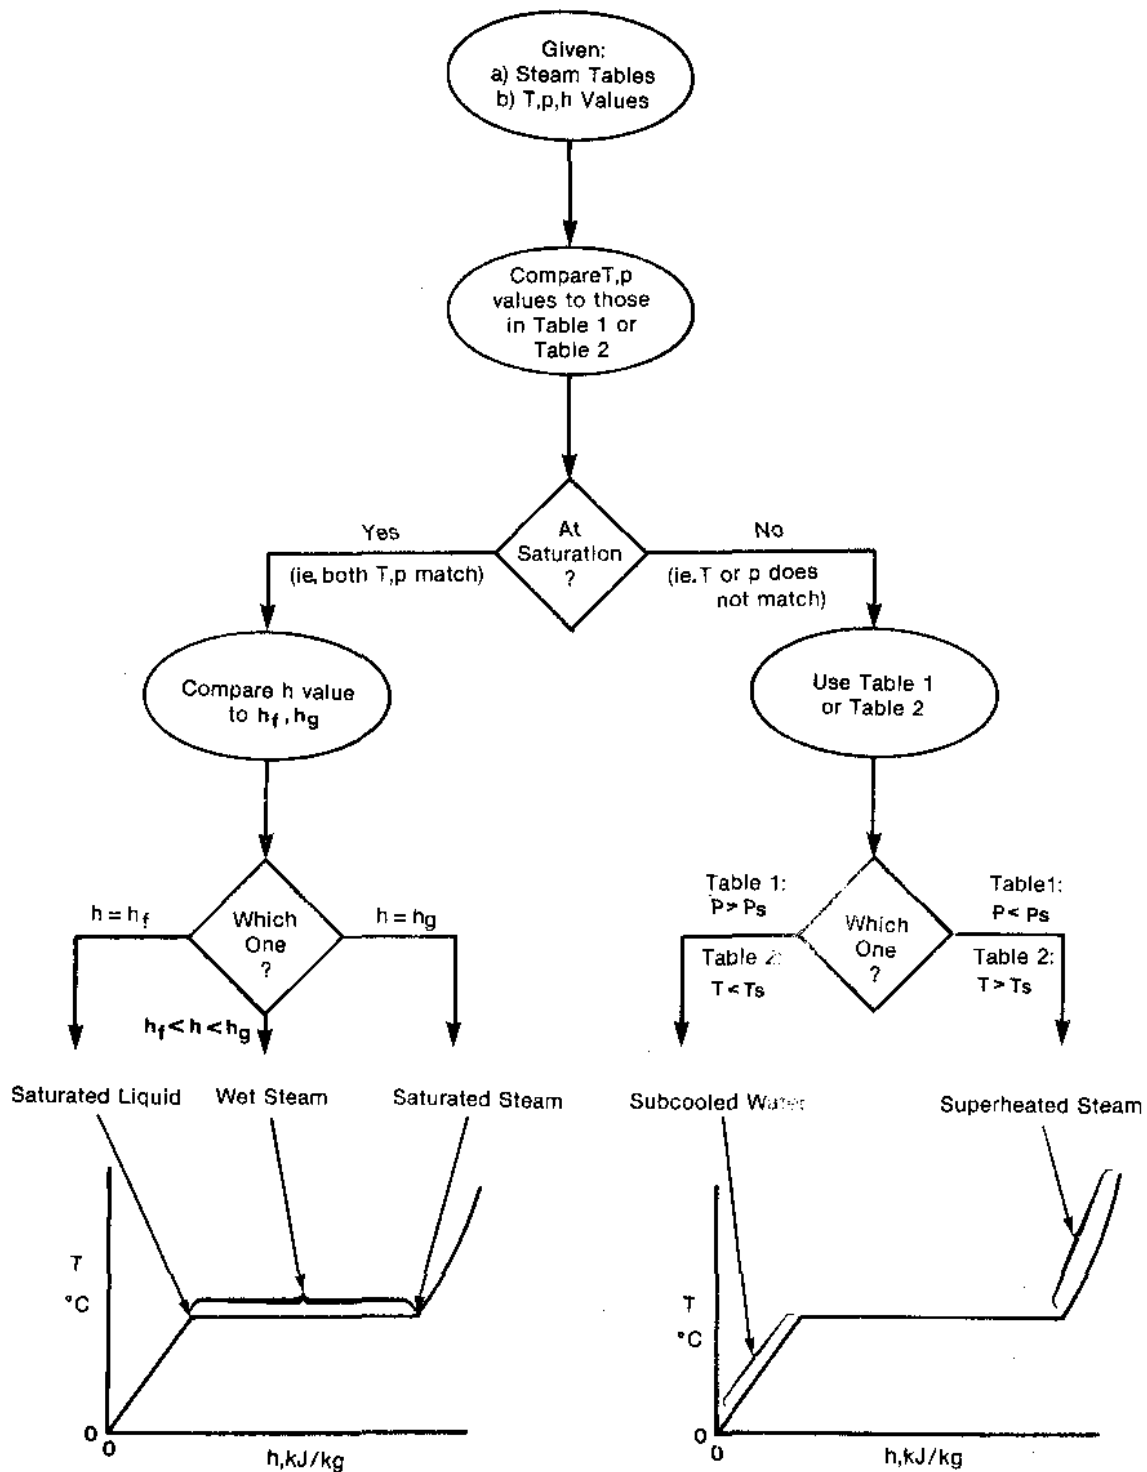 Given:
a) Steam Tables
b) T,p,h Values
CompareT,p
values to those
in Table 1 or
Table 2
At
Saturation
?
Yes
(ie, both T,p match)
No
(ie. T or p does
not match)
Compare h value
to hf, hg
Use Table 1
or Table 2
h = hf
Which
One
?
h = hg
hf < h < hg
Table 1:
P > Ps
Table 2:
T < Ts
Which
One
?
Table1:
P < Ps
Table 2:
T > Ts
Saturated Liquid
Wet Steam
Saturated Steam
Subcooled Water
Superheated Steam
T
°C
0
0
h,kJ/kg
T
°C
0
0
h,kJ/kg